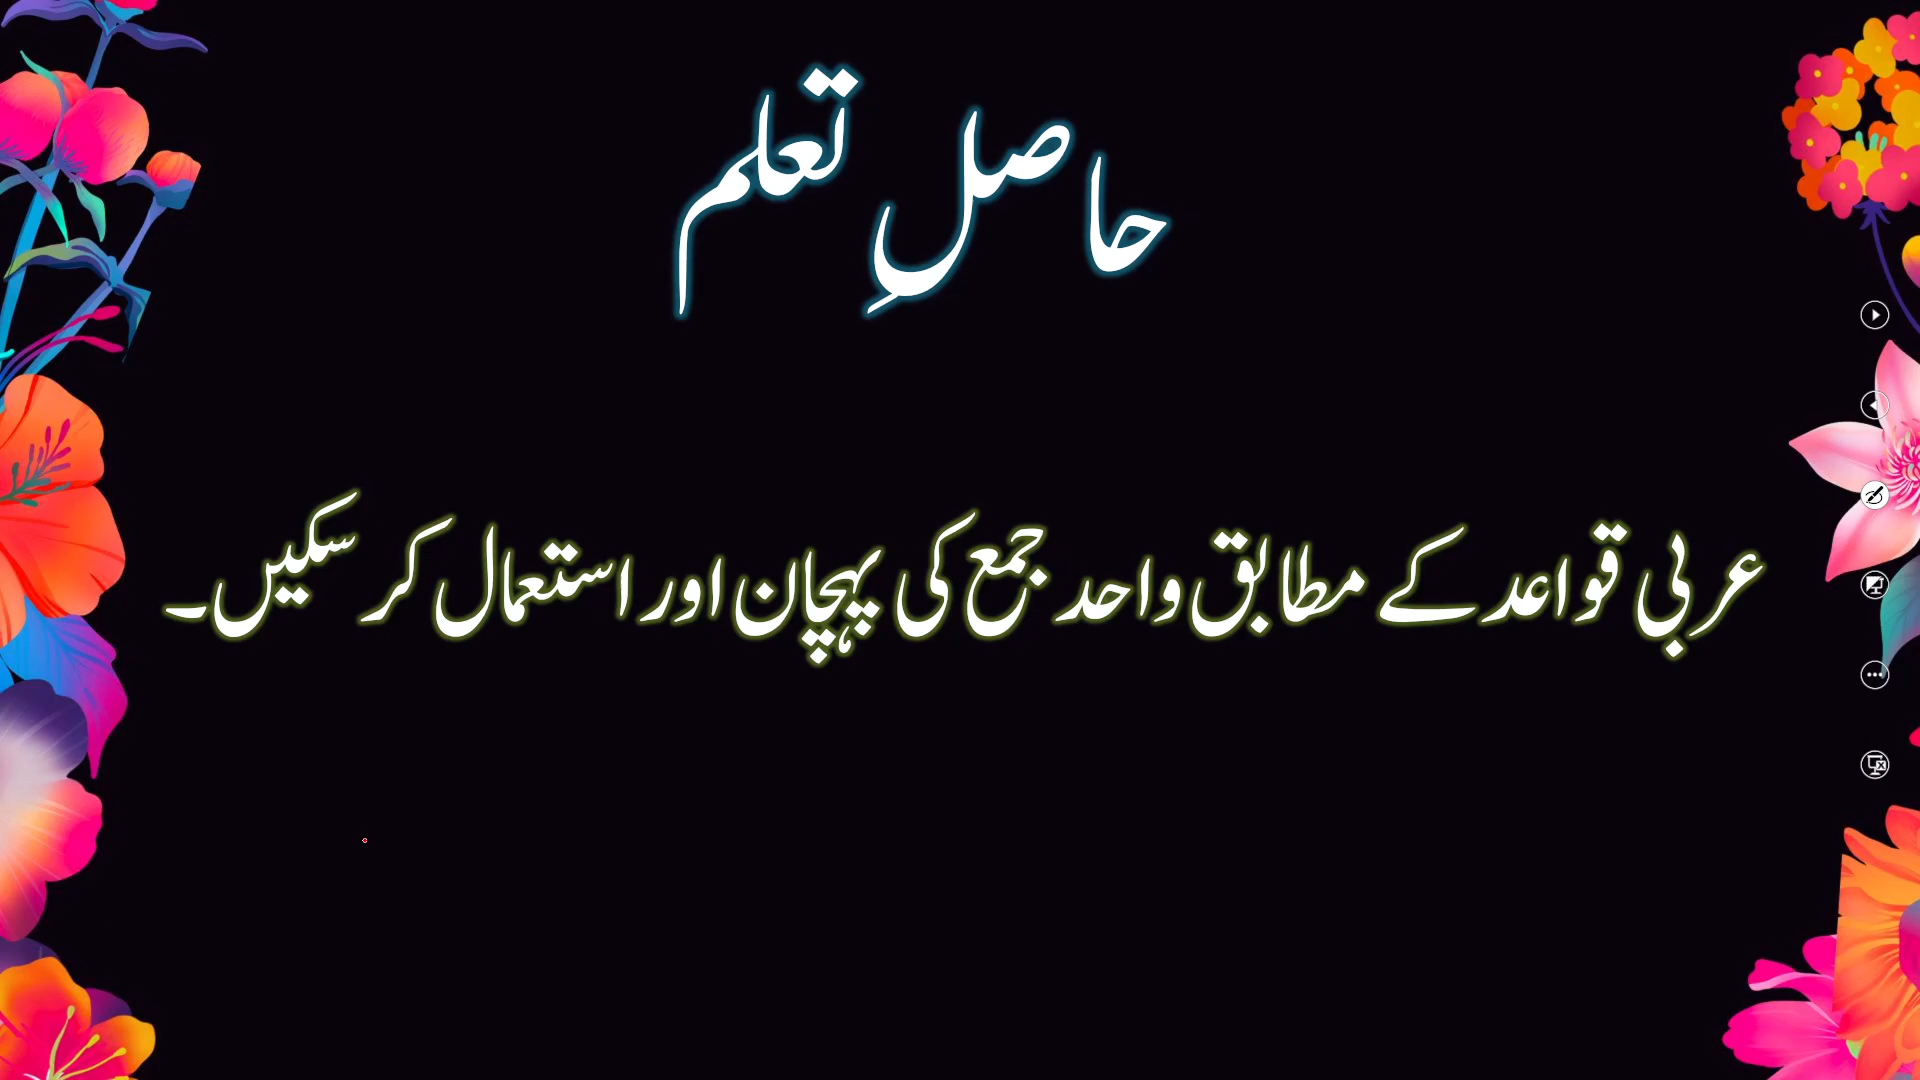 حاصلِ تعلم
عربی قواعد کے مطابق واحد جمع کی پہچان اور استعمال کر سکیں۔